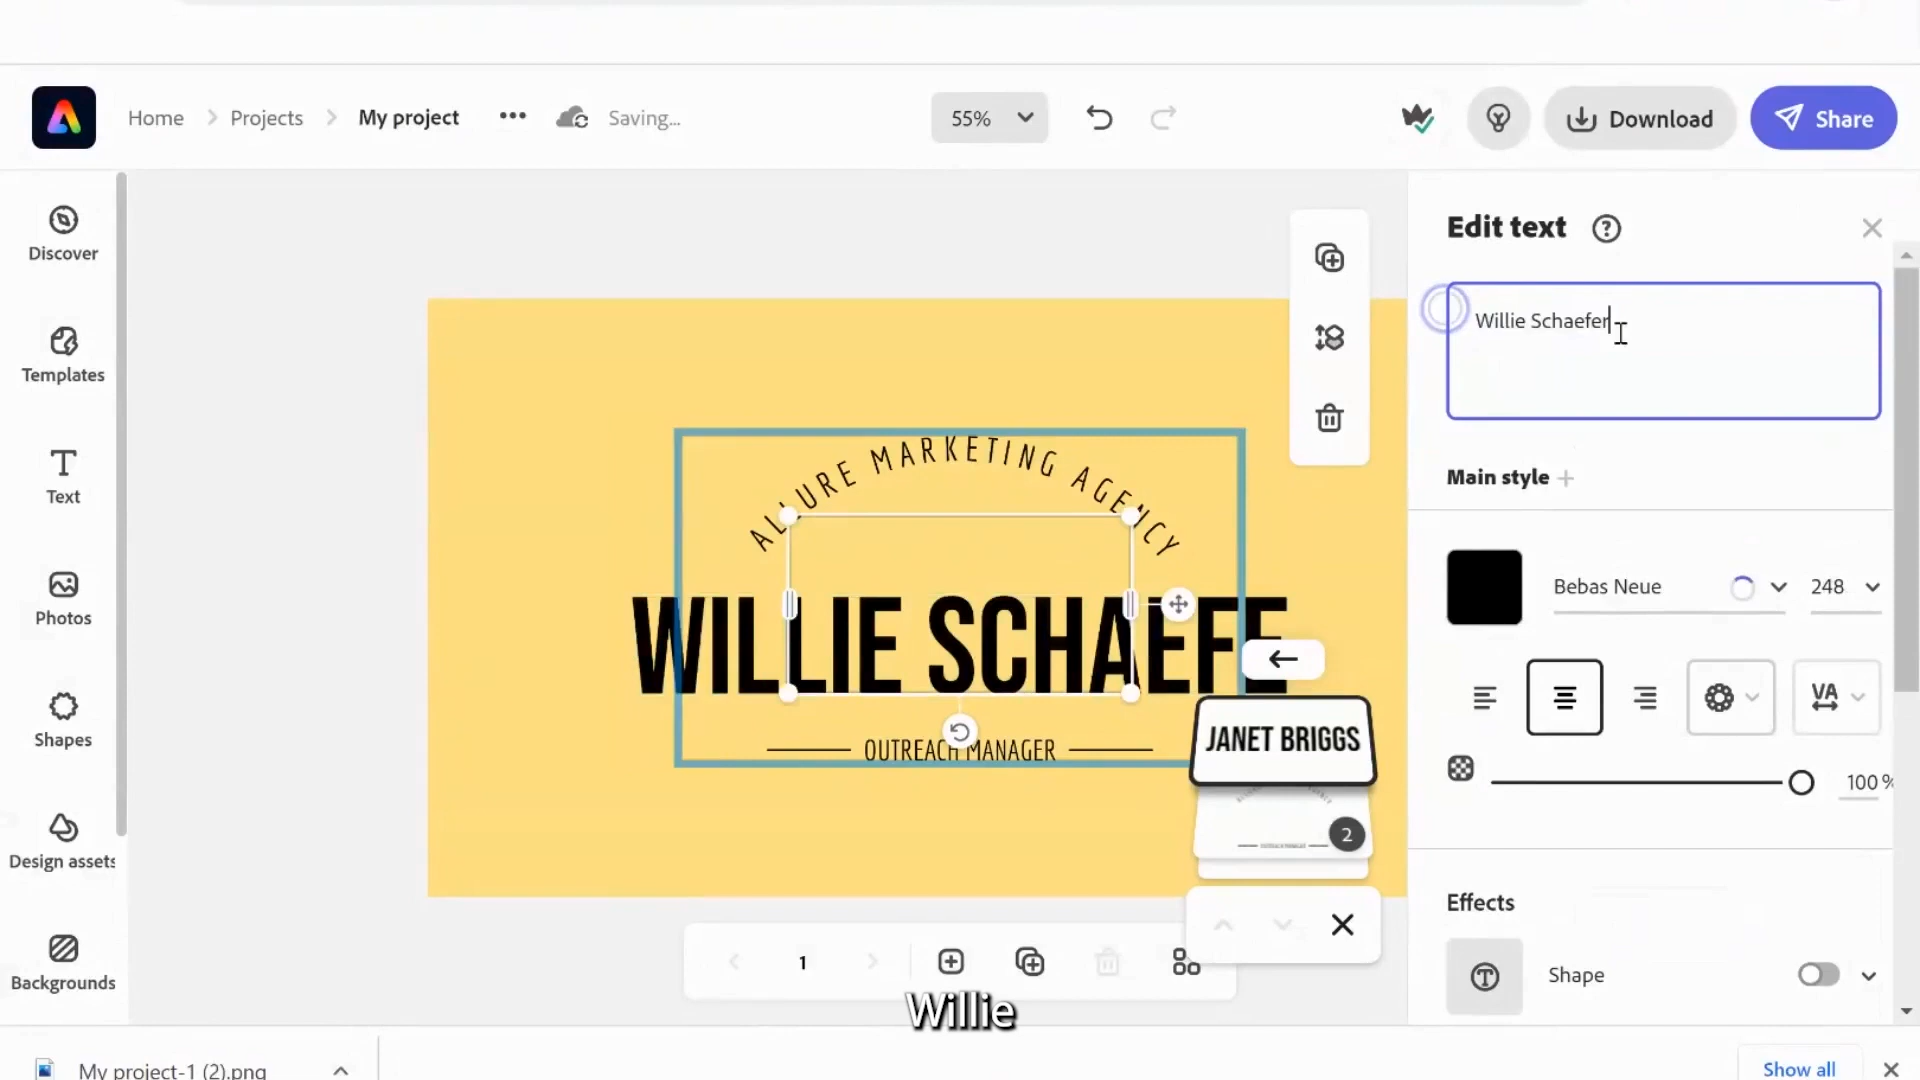 Home
Projects
My project
Saving...
55%
Download
Share
Discover
Templates
Text
Photos
Shapes
Design assets
Backgrounds
ALLURE MARKETING AGENCY
WILLIE SCHAEFE
OUTREACH MANAGER
JANET BRIGGS
2
1
Willie
Edit text
Willie Schaefer
Main style
Bebas Neue
248
VA
100%
Effects
Shape
My project-1 (2).png
Show all